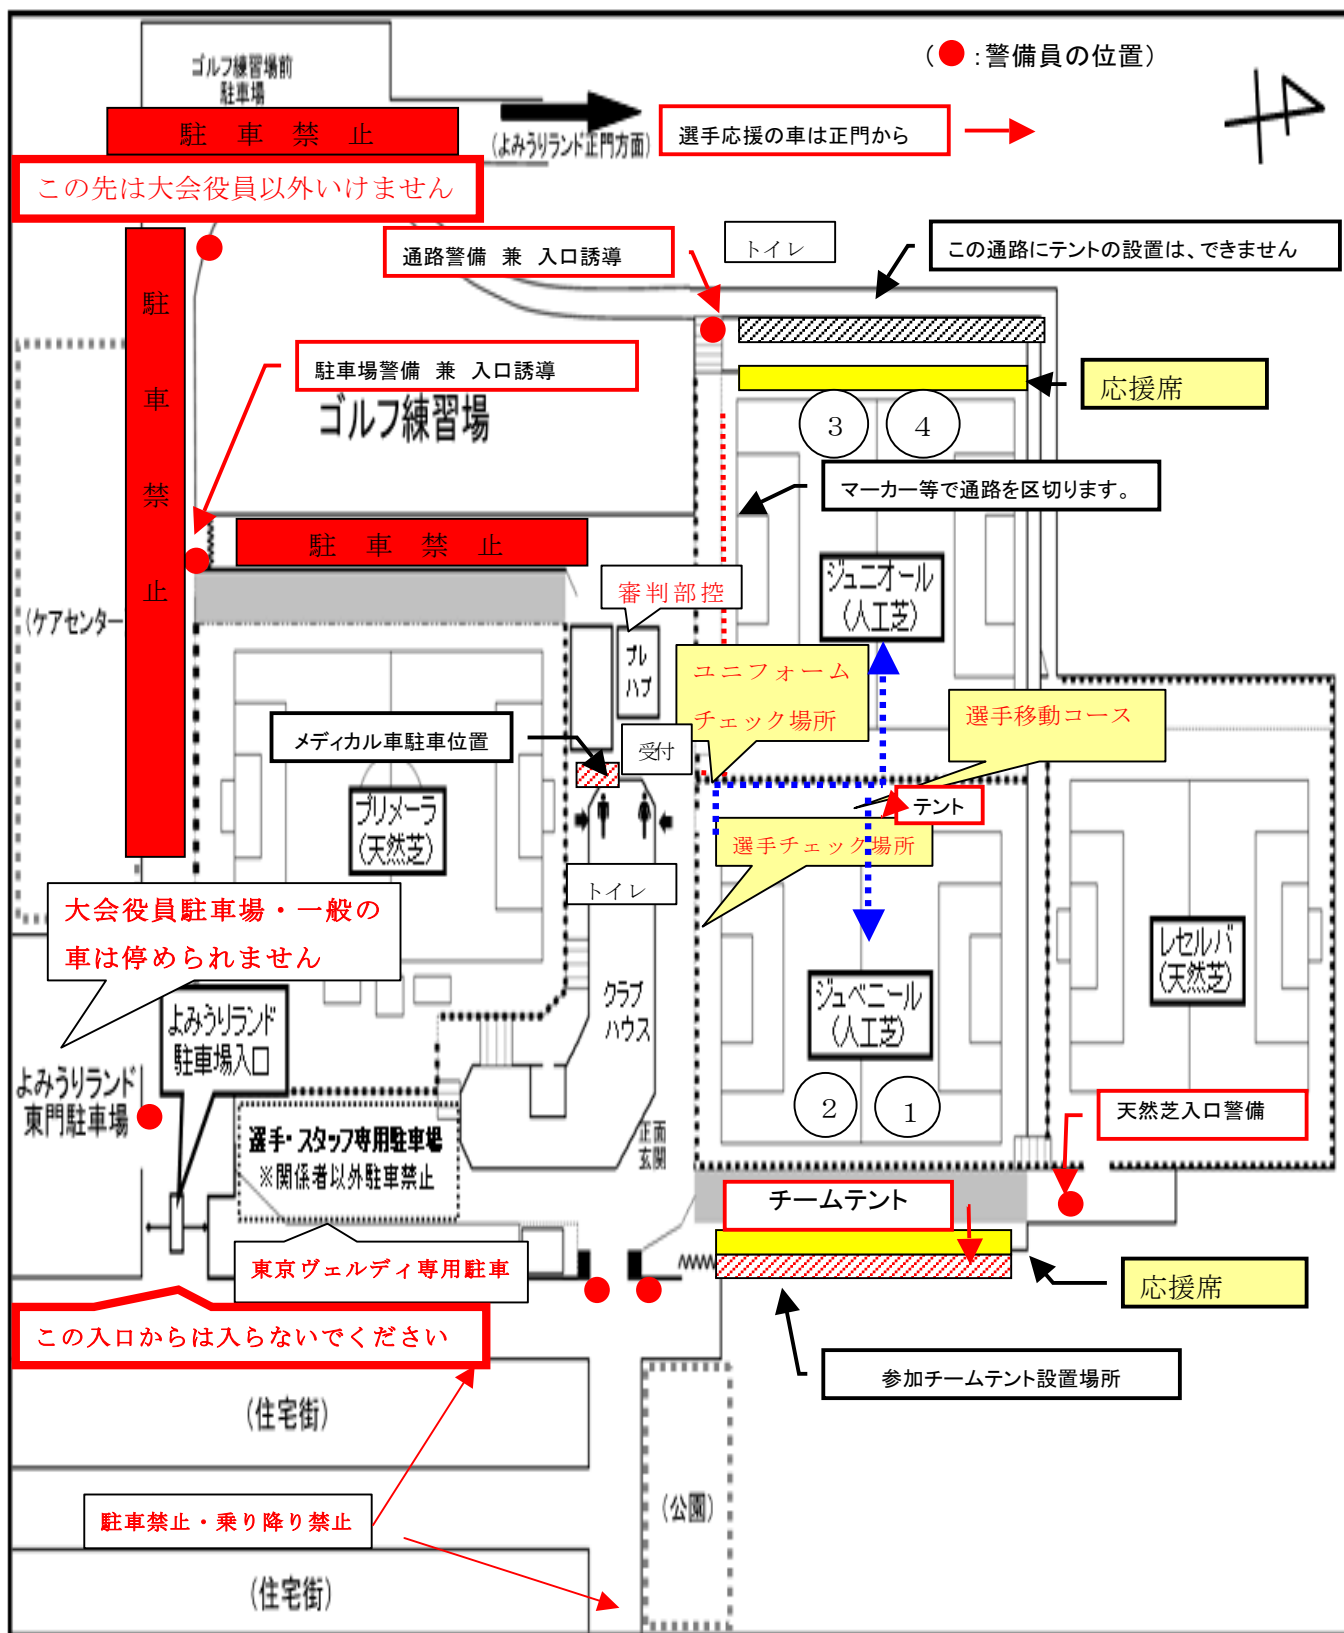 (●:警備員の位置)
ゴルフ練習場前
駐車場
駐 車 禁 止
(よみうりランド正門方面)
選手応援の車は正門から
この先は大会役員以外いけません
通路警備 兼 入口誘導
トイレ
この通路にテントの設置は、できません
駐 車 禁 止
駐車場警備 兼 入口誘導
応援席
ゴルフ練習場
3
4
マーカー等で通路を区切ります。
駐 車 禁 止
ジュニオール
(人工芝)
審判部控
(ケアセンター
プレ
ハブ
ユニフォーム
チェック場所
選手移動コース
メディカル車駐車位置
受付
テント
プリメーラ
(天然芝)
選手チェック場所
トイレ
大会役員駐車場・一般の
車は停められません
レセルバ
(天然芝)
クラブ
ハウス
ジュベニール
(人工芝)
よみうりランド
駐車場入口
よみうりランド
東門駐車場
2
1
天然芝入口警備
選手・スタッフ専用駐車場
※関係者以外駐車禁止
正面
玄関
チームテント
東京ヴェルディ専用駐車
応援席
この入口からは入らないでください
参加チームテント設置場所
(住宅街)
駐車禁止・乗り降り禁止
(公園)
(住宅街)